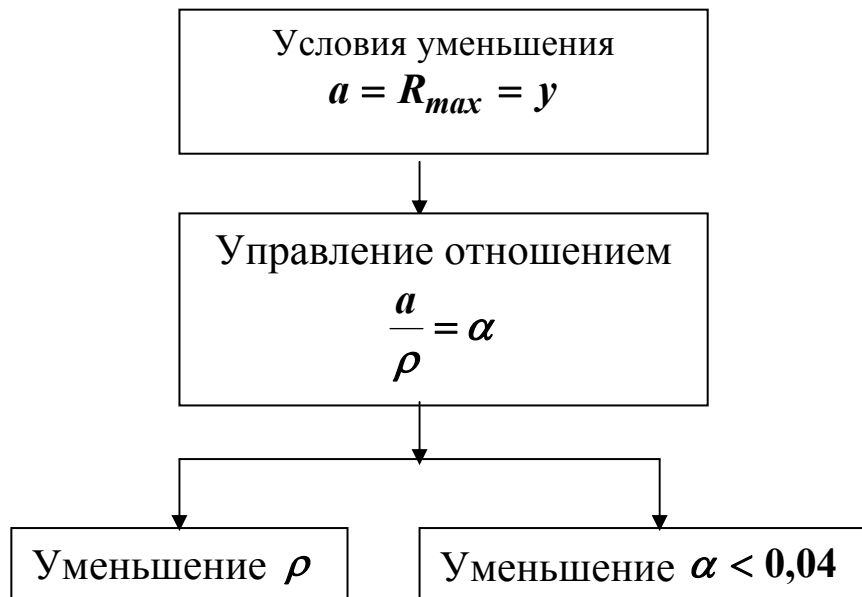 Условия уменьшения
a = R_max = y
Управление отношением
a/ρ = α
Уменьшение ρ
Уменьшение α < 0,04